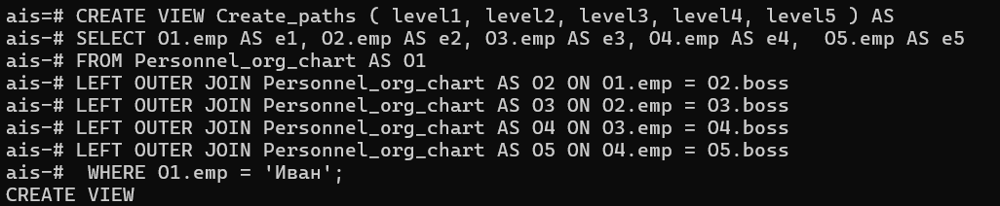 ais=# CREATE VIEW Create_paths ( level1, level2, level3, level4, level5 ) AS
ais-# SELECT O1.emp AS e1, O2.emp AS e2, O3.emp AS e3, O4.emp AS e4,  O5.emp AS e5
ais-# FROM Personnel_org_chart AS O1
ais-# LEFT OUTER JOIN Personnel_org_chart AS O2 ON O1.emp = O2.boss
ais-# LEFT OUTER JOIN Personnel_org_chart AS O3 ON O2.emp = O3.boss
ais-# LEFT OUTER JOIN Personnel_org_chart AS O4 ON O3.emp = O4.boss
ais-# LEFT OUTER JOIN Personnel_org_chart AS O5 ON O4.emp = O5.boss
ais-#  WHERE O1.emp = 'Иван';
CREATE VIEW